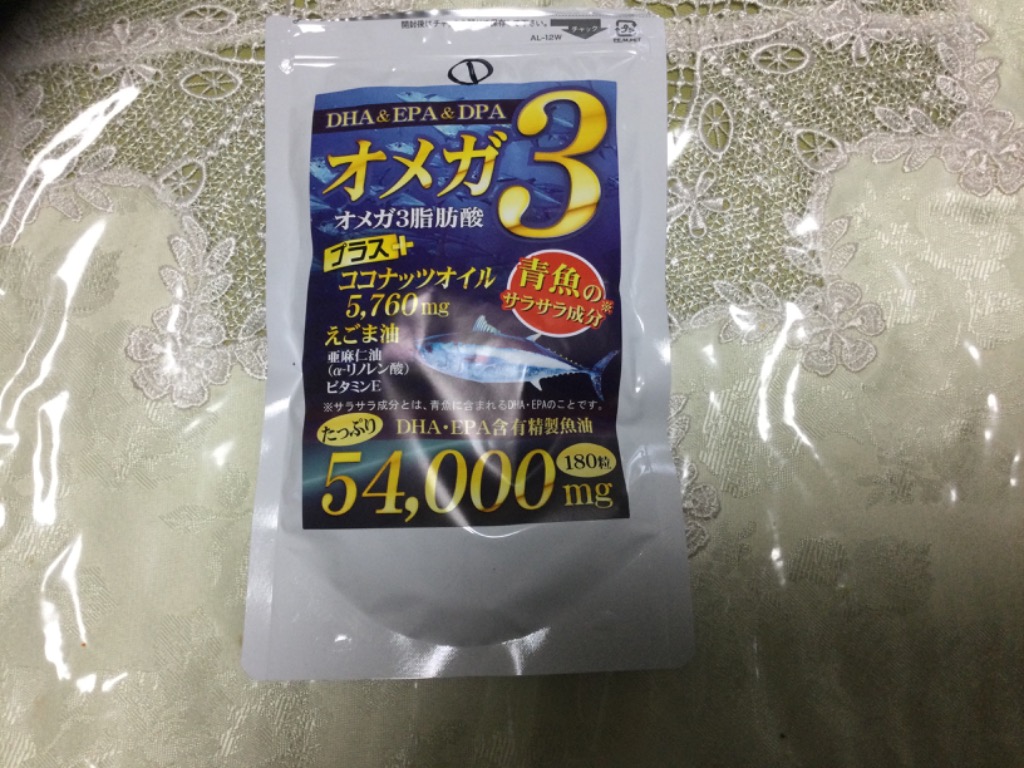 チャック
AL-12W
①
DHA&EPA&DPA
オメガ3
オメガ3脂肪酸
プラス+
ココナッツオイル
5,760mg
えごま油
亜麻仁油
(α-リノレン酸)
ビタミンE
青魚の
サラサラ成分※
※サラサラ成分とは、青魚に含まれるDHA・EPAのことです。
たっぷり
DHA・EPA含有精製魚油
54,000mg
180粒